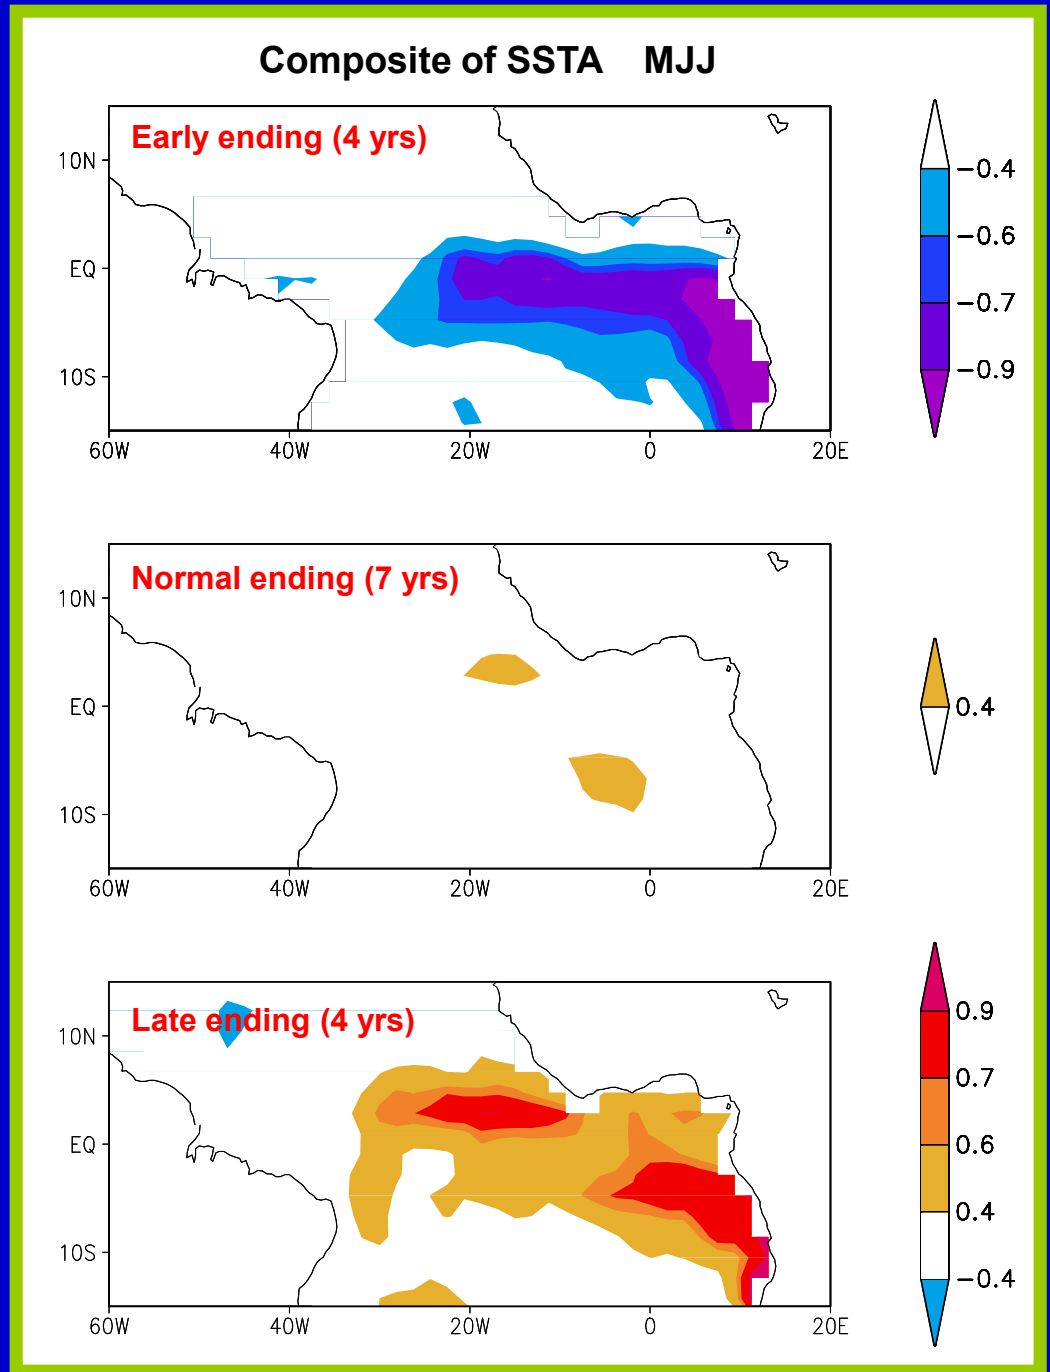 Composite of SSTA MJJ
Early ending (4 yrs)
10N
EQ
10S
60W 40W 20W 0 20E
−0.4
−0.6
−0.7
−0.9
Normal ending (7 yrs)
10N
EQ
10S
60W 40W 20W 0 20E
0.4
Late ending (4 yrs)
10N
EQ
10S
60W 40W 20W 0 20E
0.9
0.7
0.6
0.4
−0.4